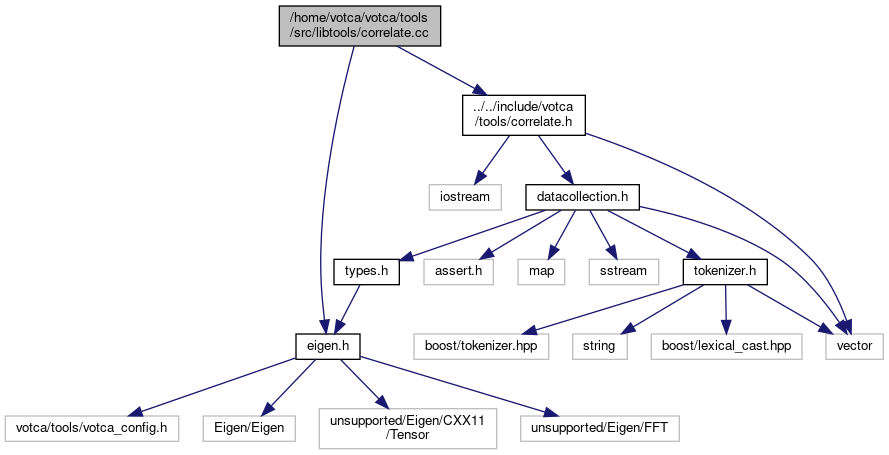 /home/votca/votca/tools
/src/libtools/correlate.cc
../../include/votca
/tools/correlate.h
iostream
datacollection.h
types.h
assert.h
map
sstream
tokenizer.h
eigen.h
boost/tokenizer.hpp
string
boost/lexical_cast.hpp
vector
votca/tools/votca_config.h
Eigen/Eigen
unsupported/Eigen/CXX11
/Tensor
unsupported/Eigen/FFT